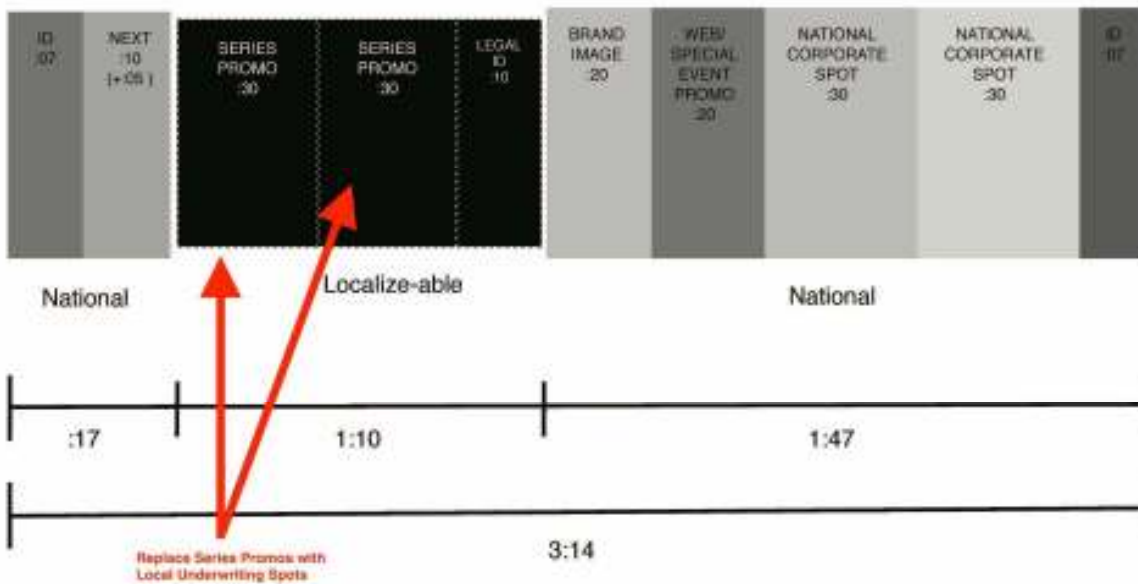 ID
:07
NEXT
:10
(+:05 )
SERIES
PROMO
:30
SERIES
PROMO
:30
LEGAL
ID
:10
BRAND
IMAGE
:20
WEB/
SPECIAL
EVENT
PROMO
:20
NATIONAL
CORPORATE
SPOT
:30
NATIONAL
CORPORATE
SPOT
:30
ID
:07
National
Localize-able
National
:17
1:10
1:47
3:14
Replace Series Promos with
Local Underwriting Spots